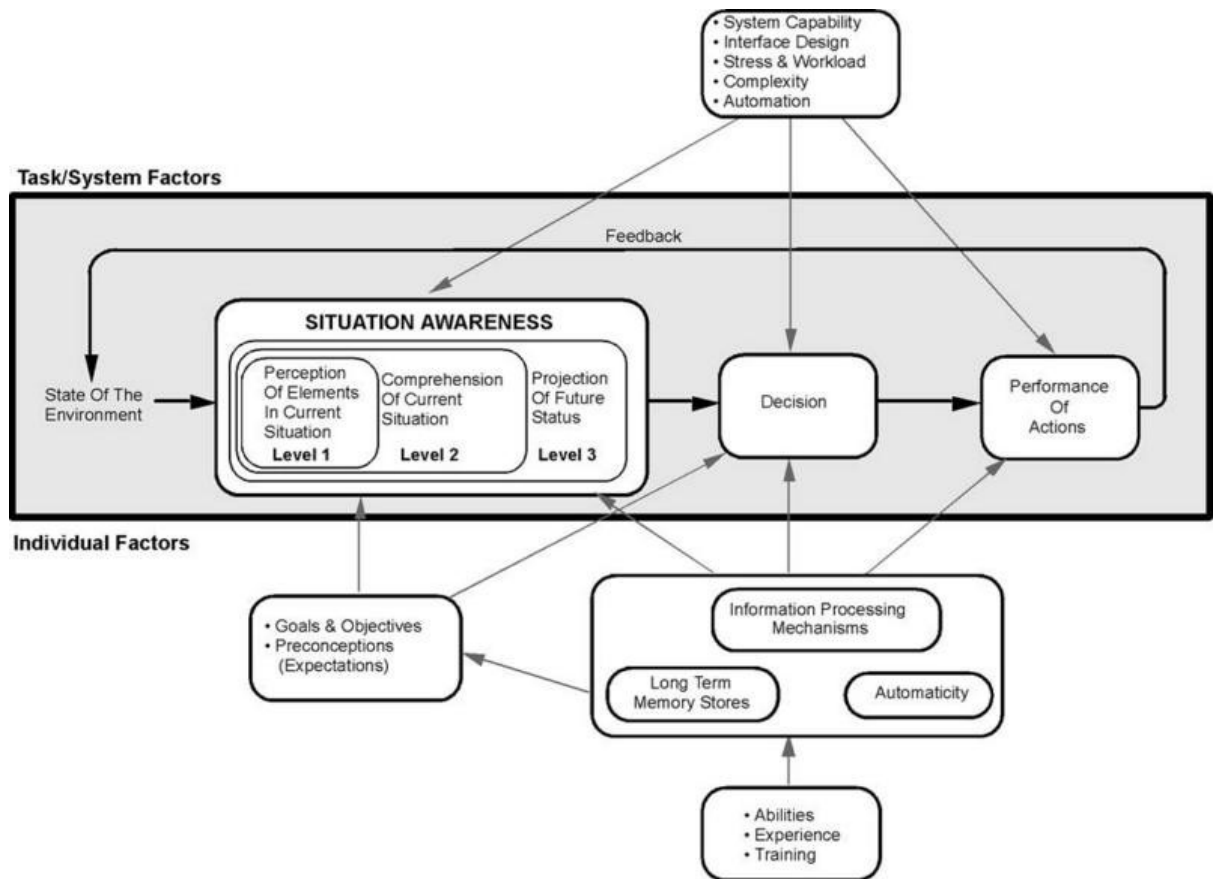 • System Capability
• Interface Design
• Stress & Workload
• Complexity
• Automation
Task/System Factors
Feedback
SITUATION AWARENESS
State Of The
Environment
Perception
Of Elements
In Current
Situation
Level 1
Comprehension
Of Current
Situation
Level 2
Projection
Of Future
Status
Level 3
Decision
Performance
Of
Actions
Individual Factors
• Goals & Objectives
• Preconceptions
(Expectations)
Information Processing
Mechanisms
Long Term
Memory Stores
Automaticity
• Abilities
• Experience
• Training